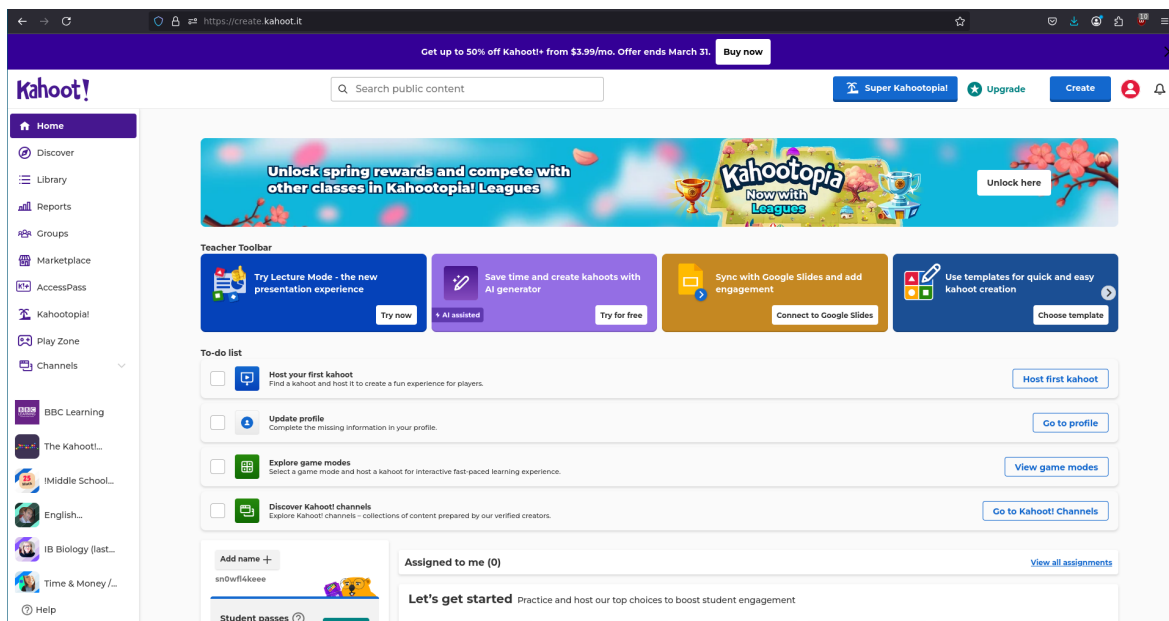 https://create.kahoot.it
10
Get up to 50% off Kahoot!+ from $3.99/mo. Offer ends March 31.
Buy now
Kahoot!
Search public content
Super Kahootopia!
Upgrade
Create
Home
Discover
Library
Reports
Groups
Marketplace
K!+ AccessPass
Kahootopia!
Play Zone
Channels
BBC
BBC Learning
The Kahoot!...
25
!Middle School...
English...
IB Biology (last...
Time & Money /...
Help
Unlock spring rewards and compete with
other classes in Kahootopia! Leagues
Kahootopia
Now with
Leagues
Unlock here
Teacher Toolbar
Try Lecture Mode - the new
presentation experience
Try now
Save time and create kahoots with
AI generator
AI assisted
Try for free
Sync with Google Slides and add
engagement
Connect to Google Slides
Use templates for quick and easy
kahoot creation
Choose template
To-do list
Host your first kahoot
Find a kahoot and host it to create a fun experience for players.
Host first kahoot
Update profile
Complete the missing information in your profile.
Go to profile
Explore game modes
Select a game mode and host a kahoot for interactive fast-paced learning experience.
View game modes
Discover Kahoot! channels
Explore Kahoot! channels – collections of content prepared by our verified creators.
Go to Kahoot! Channels
Add name +
sn0wfl4keee
Student passes
Assigned to me (0)
View all assignments
Let's get started Practice and host our top choices to boost student engagement